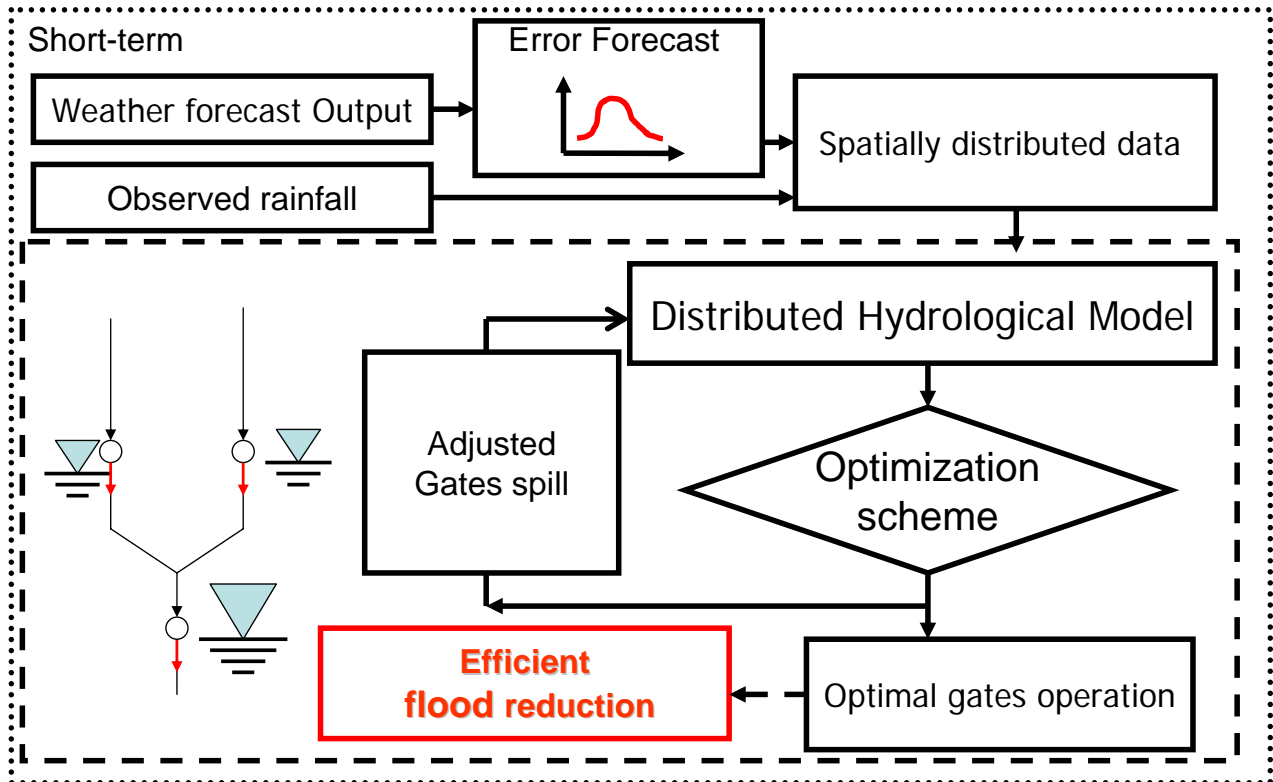 Short-term
Error Forecast
Weather forecast Output
Spatially distributed data
Observed rainfall
Distributed Hydrological Model
Adjusted
Gates spill
Optimization
scheme
Efficient
flood reduction
Optimal gates operation